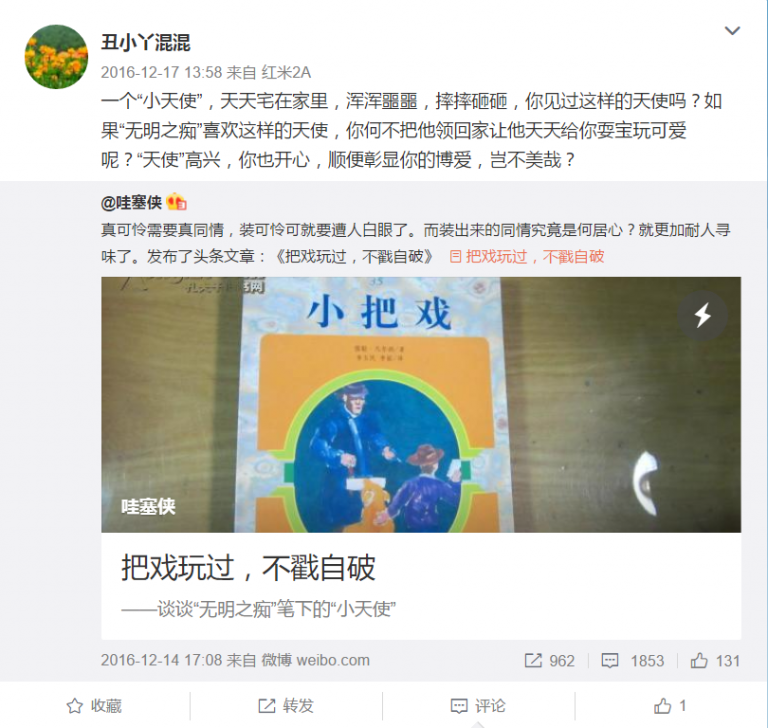 丑小丫混混
2016-12-17 13:58 来自 红米2A
一个“小天使”，天天宅在家里，浑浑噩噩，摔摔砸砸，你见过这样的天使吗？如
果“无明之痴”喜欢这样的天使，你何不把他领回家让他天天给你耍宝玩可爱
呢？“天使”高兴，你也开心，顺便彰显你的博爱，岂不美哉？
@哇塞侠
真可怜需要真同情，装可怜可就要遭人白眼了。而装出来的同情究竟是何居心？就更加耐人寻
味了。发布了头条文章：《把戏玩过，不戳自破》 把戏玩过，不戳自破
小把戏
哇塞侠
把戏玩过，不戳自破
——谈谈“无明之痴”笔下的“小天使”
2016-12-14 17:08 来自 微博 weibo.com 962 1853 131
收藏 转发 评论 1